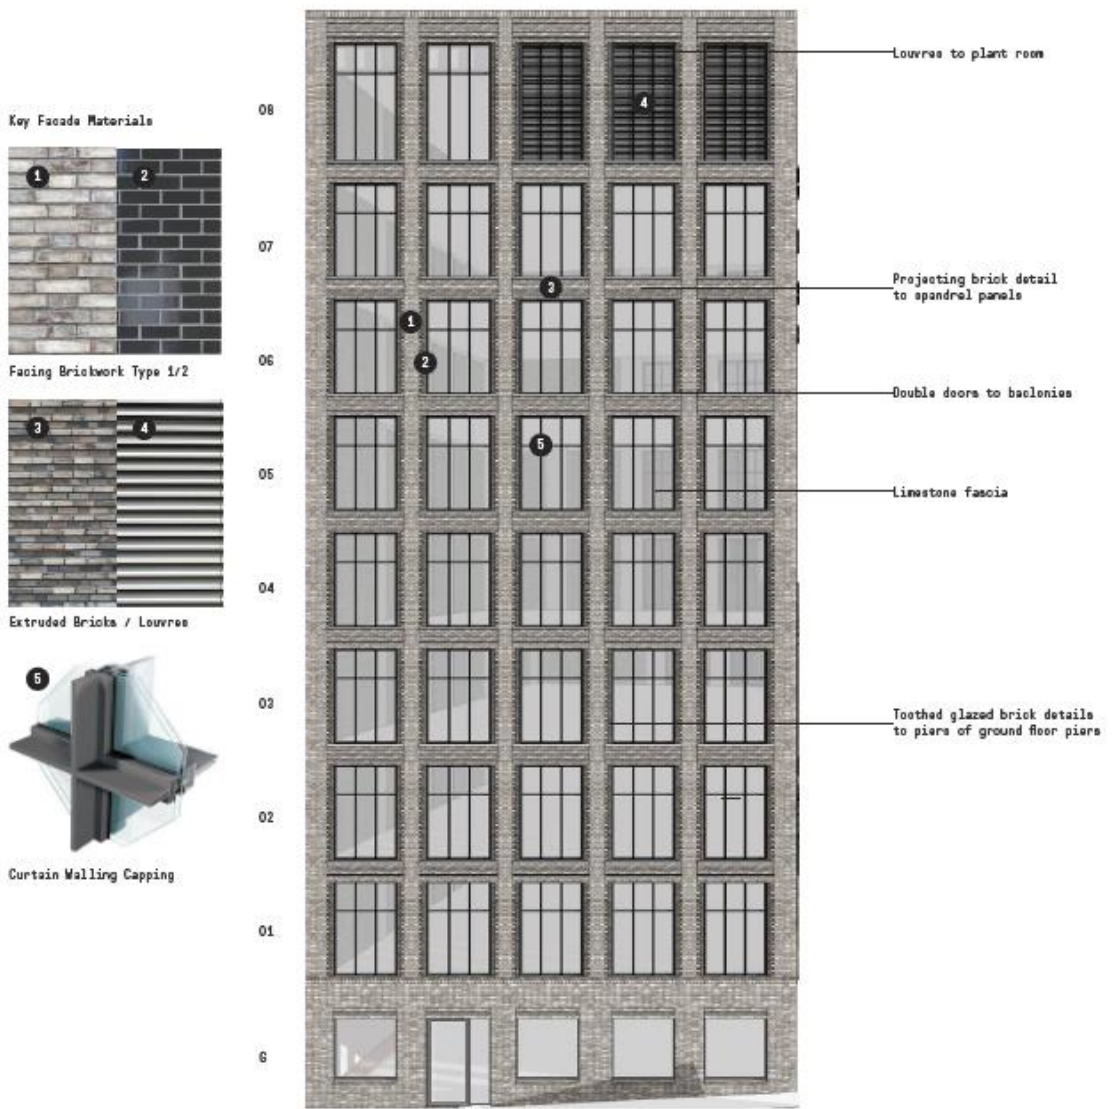 Key Facade Materials
1
2
Facing Brickwork Type 1/2
3
4
Extruded Bricks / Louvres
5
Curtain Walling Capping
08
07
06
05
04
03
02
01
G
4
3
1
2
5
Louvres to plant room
Projecting brick detail
to spandrel panels
Double doors to baclonies
Limestone fascia
Toothed glazed brick details
to piers of ground floor piers